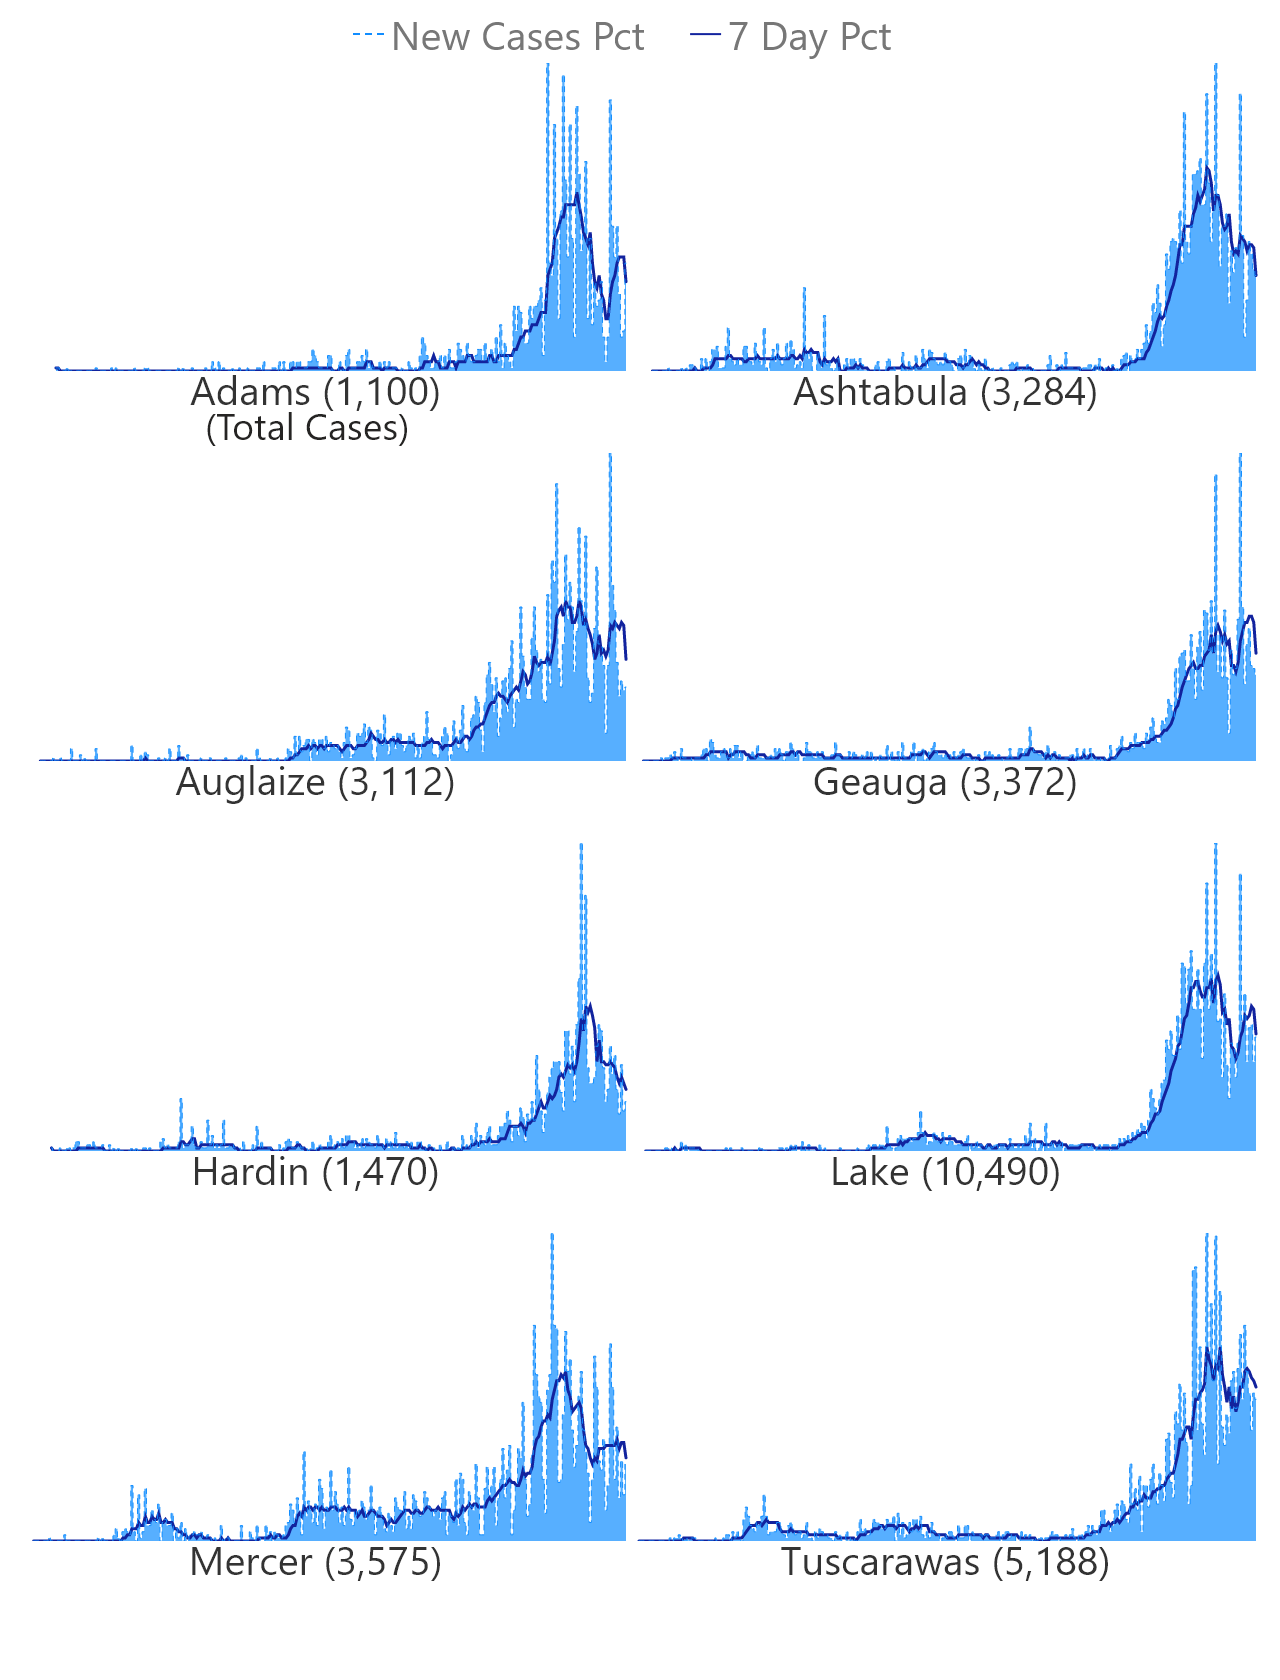 New Cases Pct 7 Day Pct
Adams (1,100)
(Total Cases)
Ashtabula (3,284)
Auglaize (3,112)
Geauga (3,372)
Hardin (1,470)
Lake (10,490)
Mercer (3,575)
Tuscarawas (5,188)